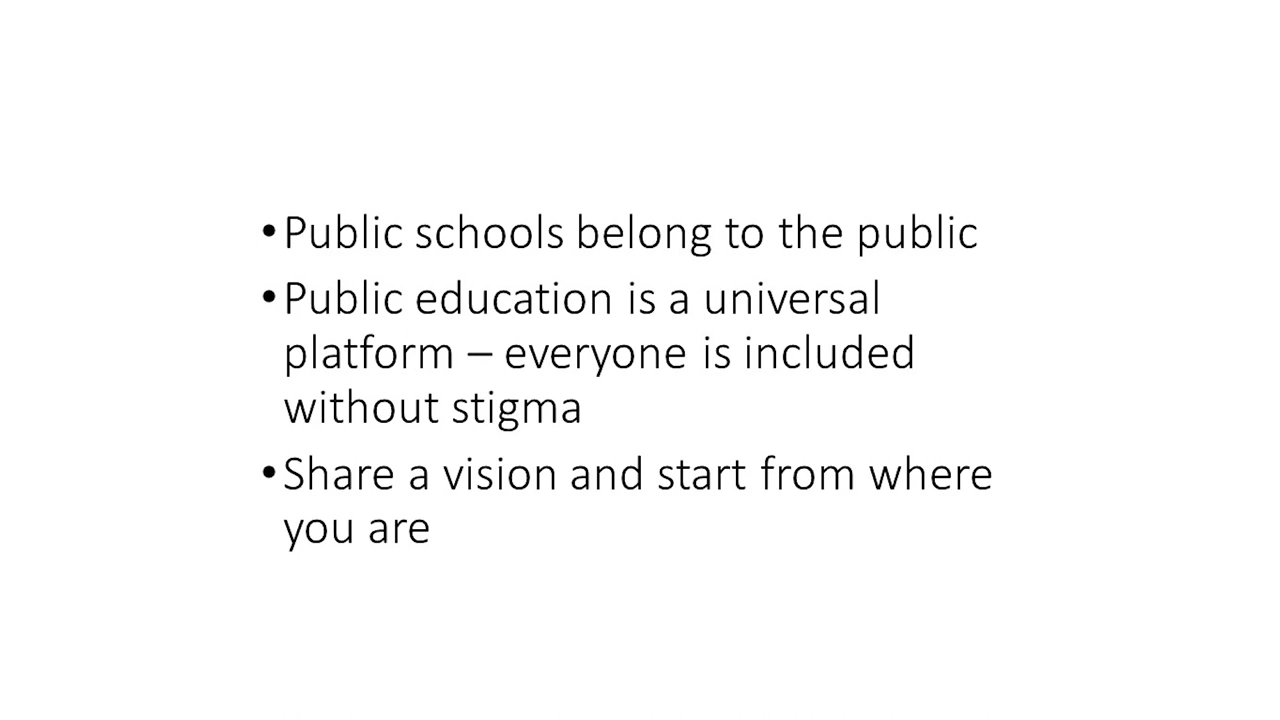 •Public schools belong to the public
•Public education is a universal
platform – everyone is included
without stigma
•Share a vision and start from where
you are